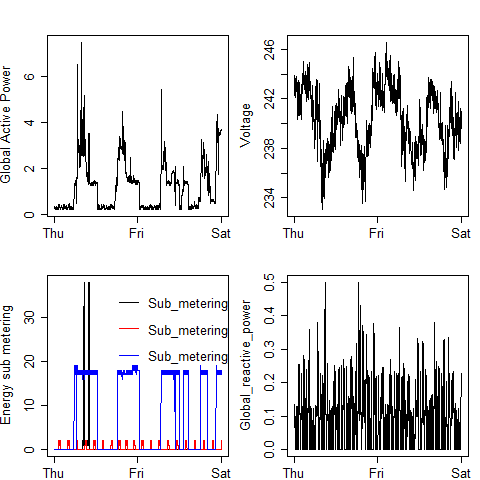 Global Active Power
0 2 4 6
Thu Fri Sat
Voltage
234 238 242 246
Thu Fri Sat
Energy sub metering
0 10 20 30
Sub_metering
Sub_metering
Sub_metering
Thu Fri Sat
Global_reactive_power
0.0 0.1 0.2 0.3 0.4 0.5
Thu Fri Sat